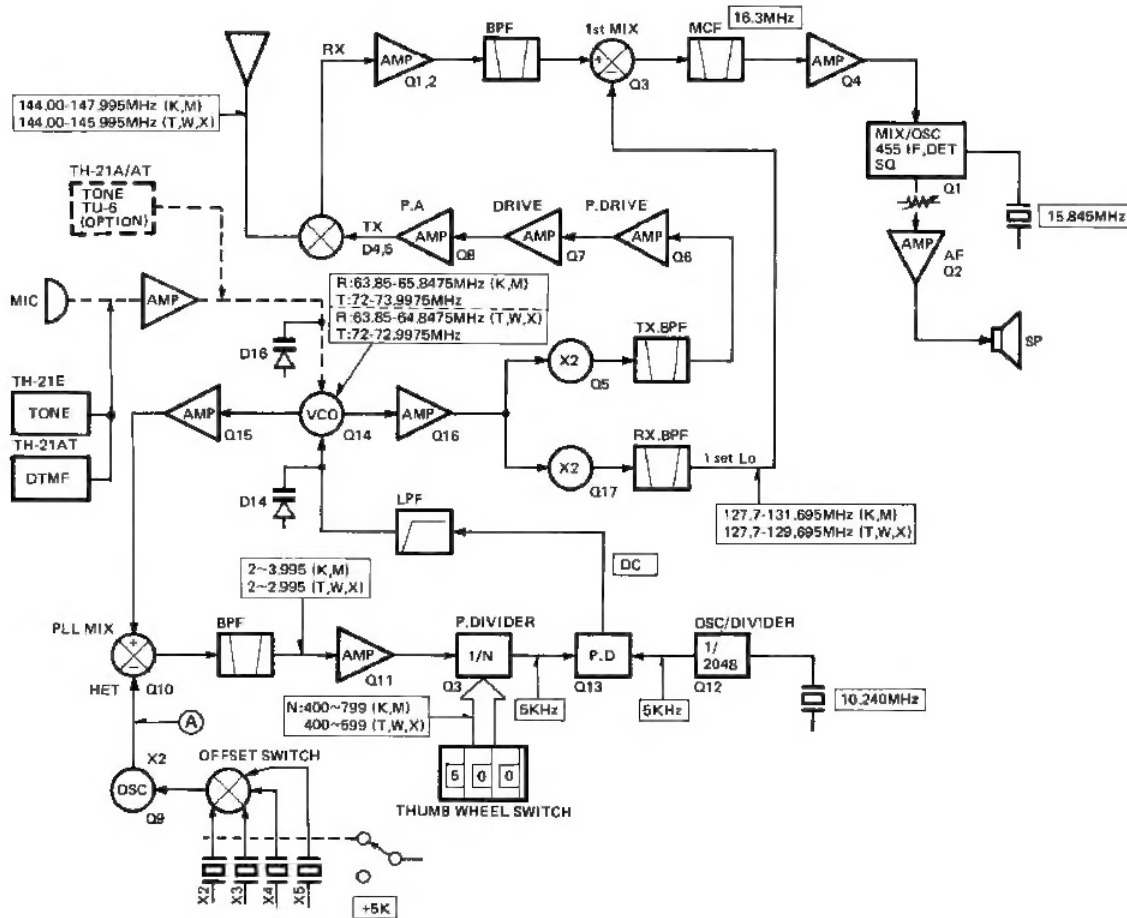 RX
AMP
Q1,2
BPF
1st MIX
+
−
Q3
MCF
16.3MHz
AMP
Q4
144.00-147.995MHz (K,M)
144.00-145.995MHz (T,W,X)
MIX/OSC
455 IF,DET
SQ
Q1
15.845MHz
TH-21A/AT
TONE
TU-6
(OPTION)
P.A
DRIVE
P.DRIVE
TX
D4,5
AMP
Q8
AMP
Q7
AMP
Q6
AMP
AF
Q2
MIC
AMP
R:63.85-65.8475MHz (K,M)
T:72-73.9975MHz
R:63.85-64.8475MHz (T,W,X)
T:72-72.9975MHz
D16
X2
Q5
TX.BPF
SP
TH-21E
TONE
AMP
Q15
VCO
Q14
AMP
Q16
TH-21AT
DTMF
X2
Q17
RX.BPF
1 set Lo
D14
LPF
127.7-131.695MHz (K,M)
127.7-129.695MHz (T,W,X)
2~3.995 (K,M)
2~2.995 (T,W,X)
DC
PLL MIX
+
−
HET
Q10
BPF
AMP
Q11
P.DIVIDER
1/N
Q3
P.D
Q13
OSC/DIVIDER
1/
2048
Q12
N:400~799 (K,M)
400~599 (T,W,X)
5KHz
5KHz
10.240MHz
A
X2
OFFSET SWITCH
OSC
Q9
5 0 0
THUMB WHEEL SWITCH
X2
X3
X4
X5
+5K